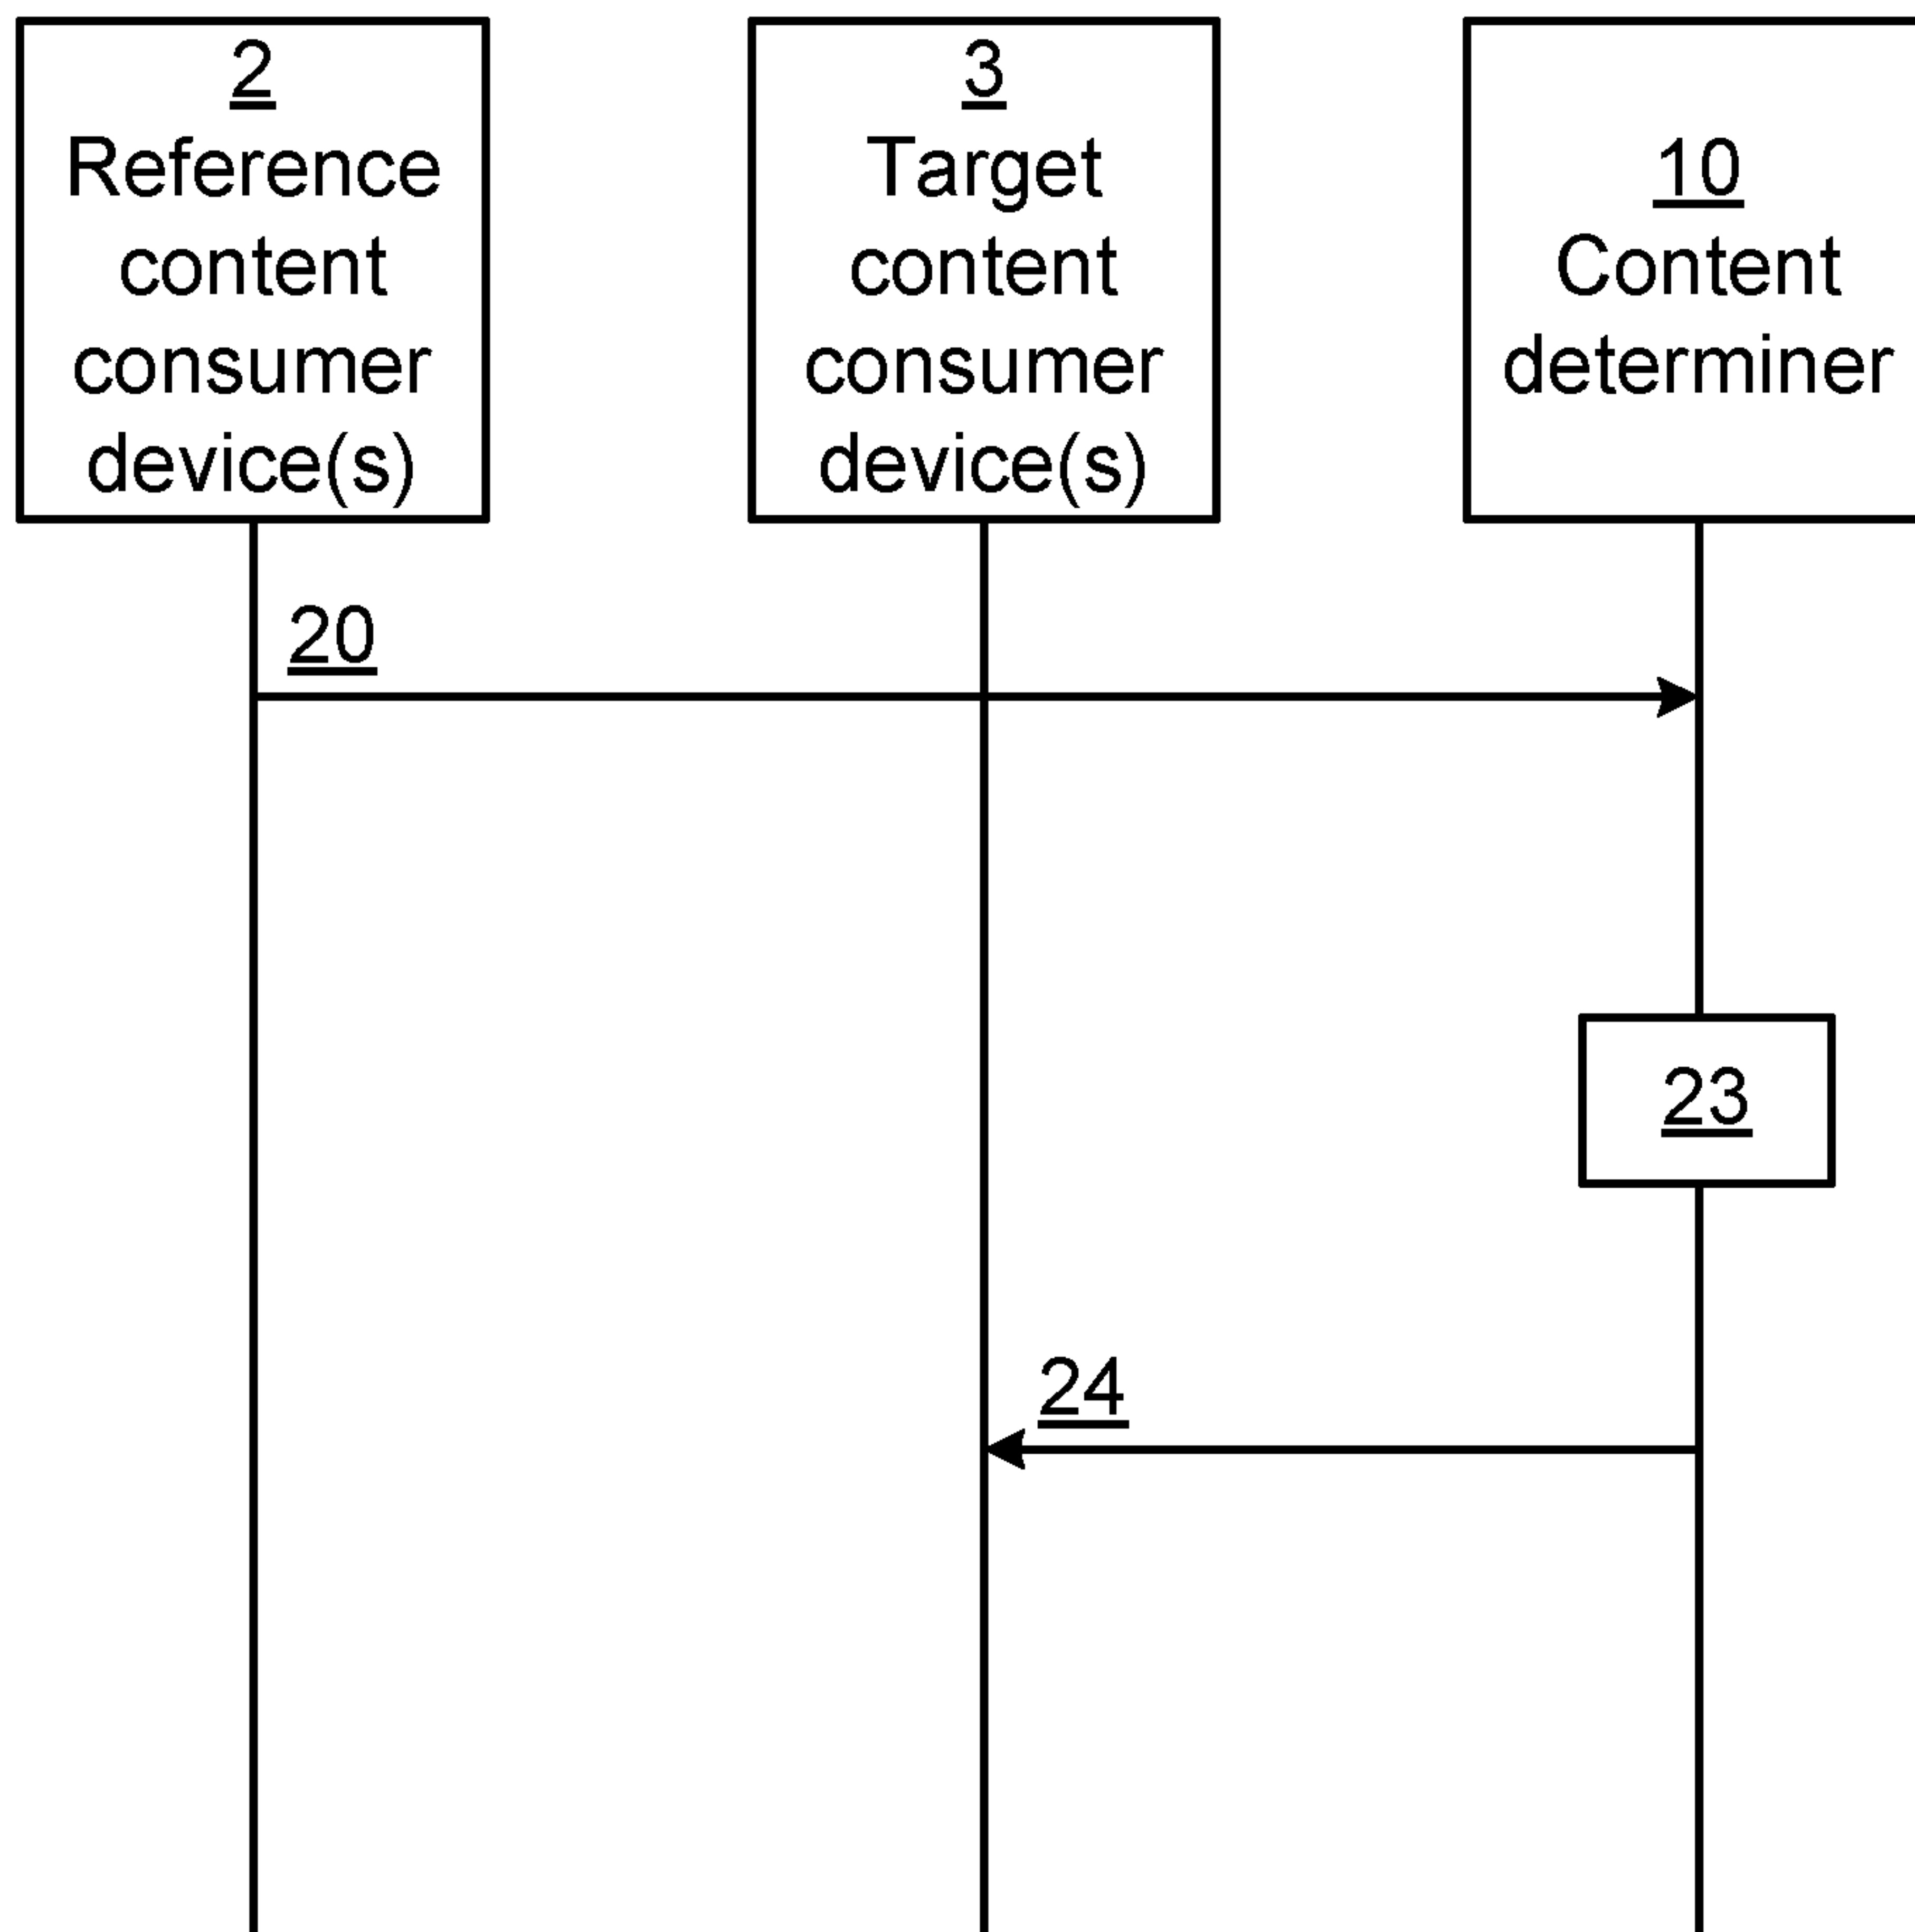 2
Reference
content
consumer
device(s)
3
Target
content
consumer
device(s)
10
Content
determiner
20
23
24